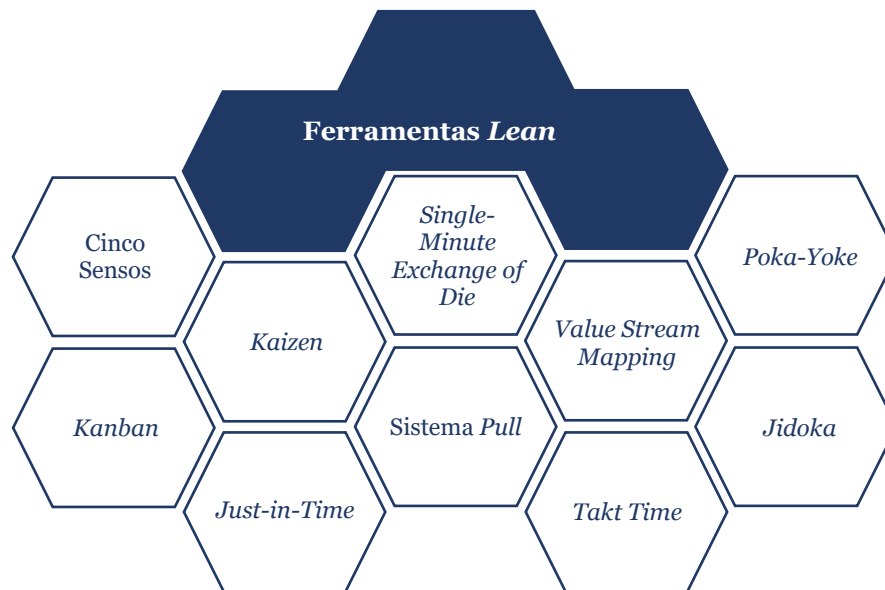 Ferramentas Lean
Cinco
Sensos
Single-
Minute
Exchange of
Die
Poka-Yoke
Kaizen
Value Stream
Mapping
Kanban
Sistema Pull
Jidoka
Just-in-Time
Takt Time